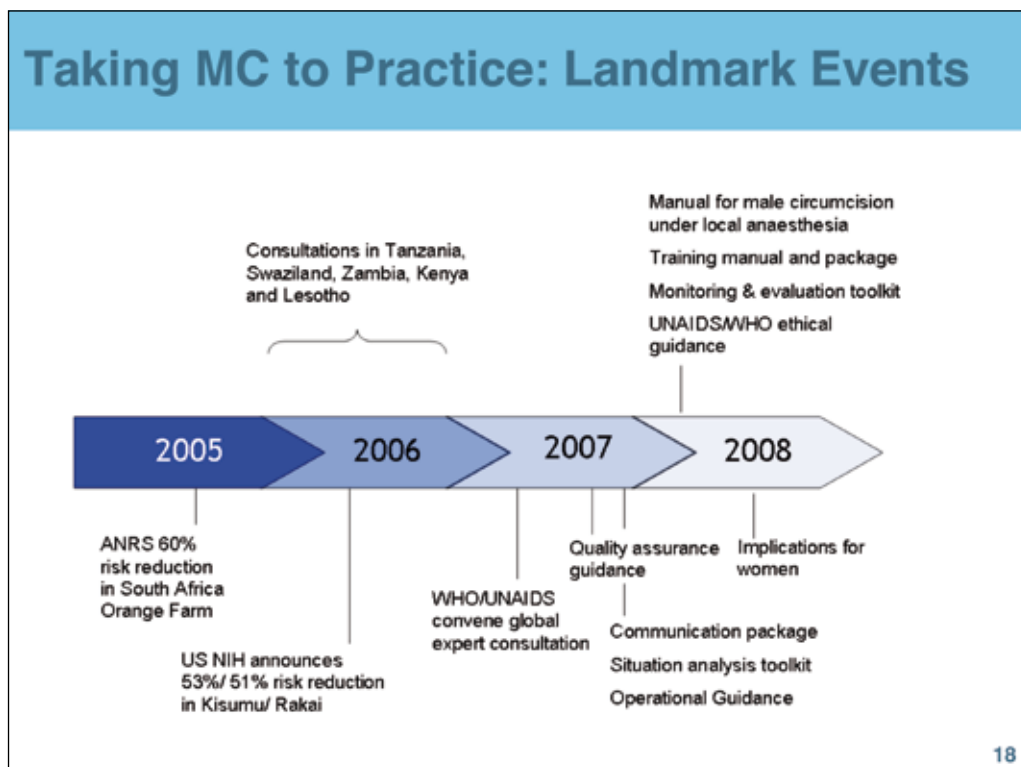 Taking MC to Practice: Landmark Events
Manual for male circumcision
under local anaesthesia
Training manual and package
Monitoring & evaluation toolkit
UNAIDS/WHO ethical
guidance
Consultations in Tanzania,
Swaziland, Zambia, Kenya
and Lesotho
2005
2006
2007
2008
ANRS 60%
risk reduction
in South Africa
Orange Farm
US NIH announces
53%/ 51% risk reduction
in Kisumu/ Rakai
WHO/UNAIDS
convene global
expert consultation
Quality assurance
guidance
Communication package
Situation analysis toolkit
Operational Guidance
Implications for
women
18